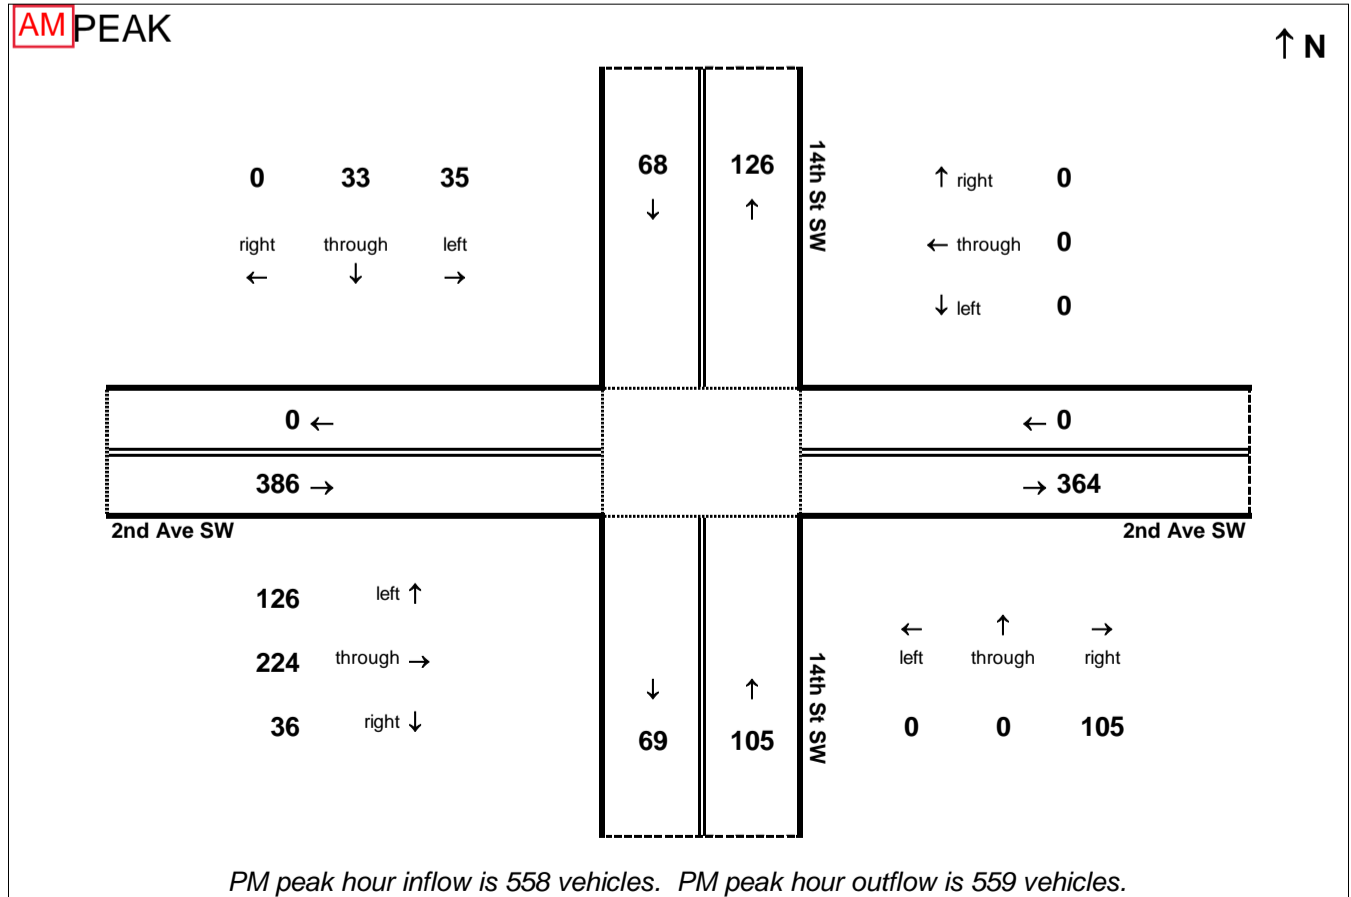 AM PEAK
↑ N
68 126
14th St SW
0 33 35
right through left
← ↓ →
↓ ↑
↑ right 0
← through 0
↓ left 0
0 ←
← 0
386 →
→ 364
2nd Ave SW
2nd Ave SW
126 left ↑
224 through →
36 right ↓
↓ ↑
69 105
14th St SW
← ↑ →
left through right
0 0 105
PM peak hour inflow is 558 vehicles. PM peak hour outflow is 559 vehicles.